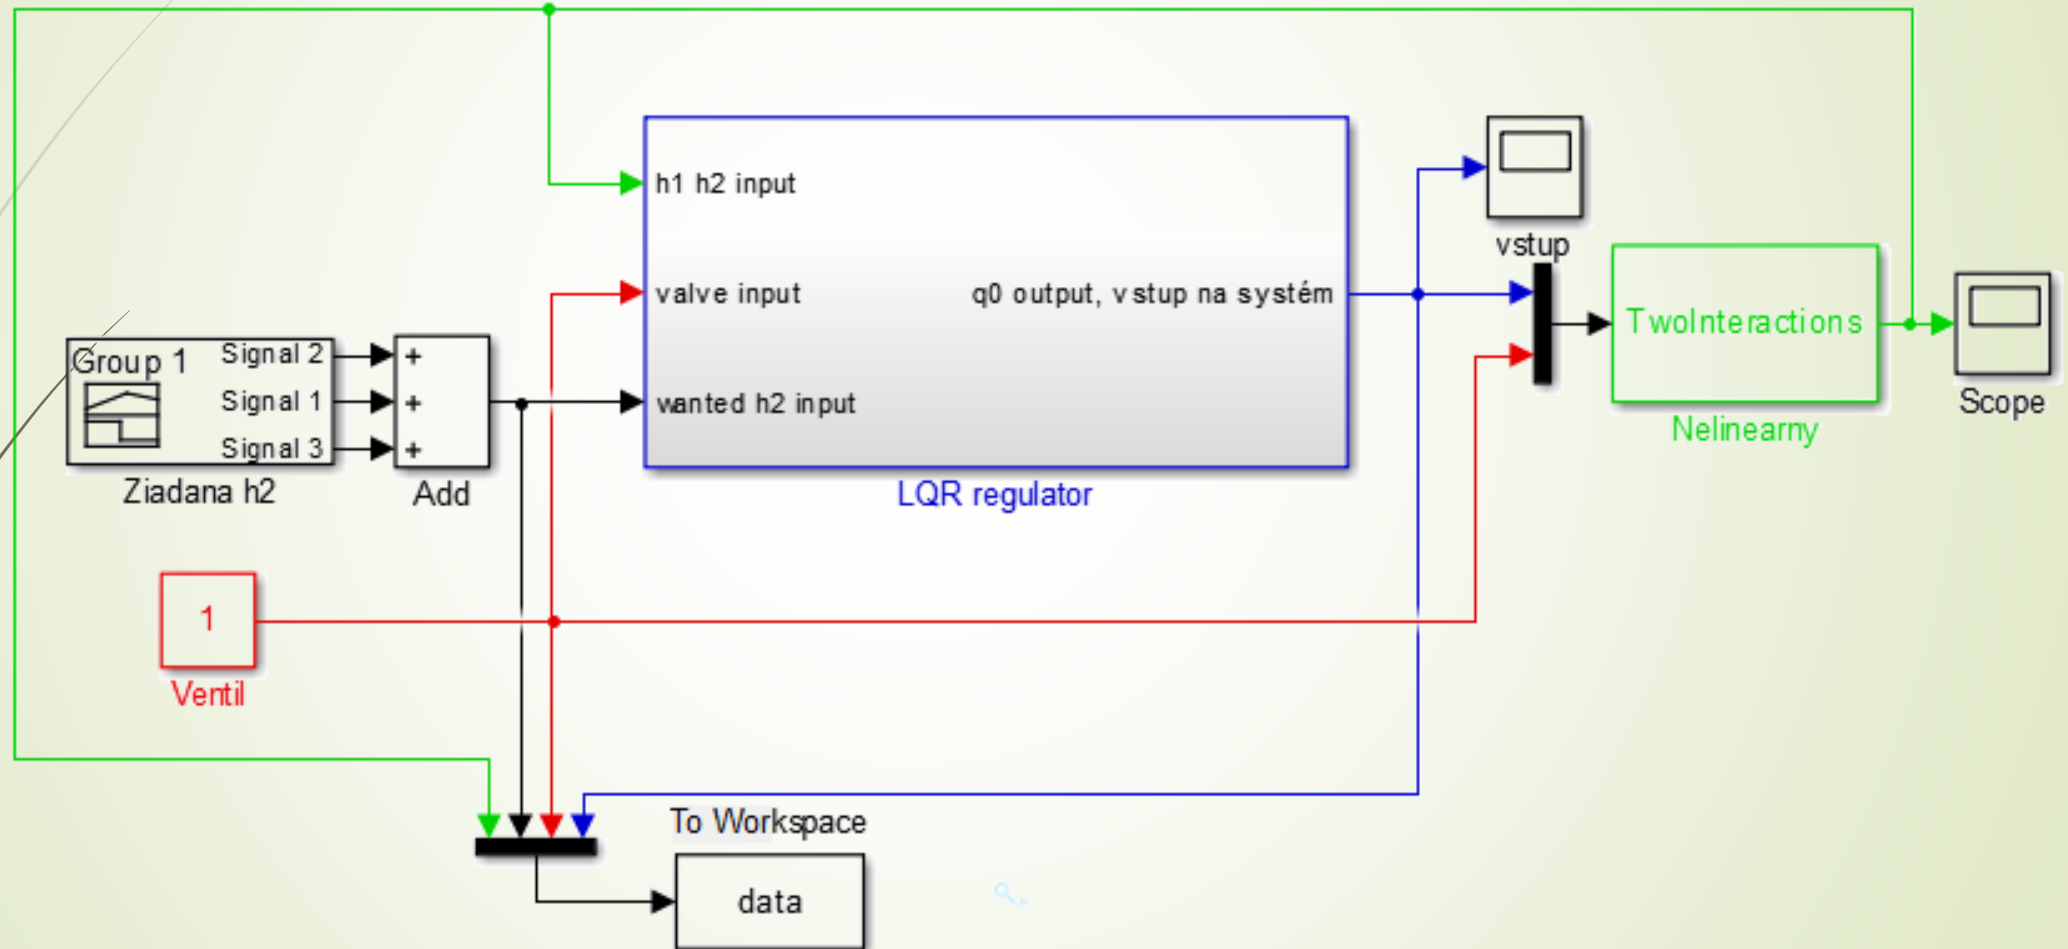 h1 h2 input
valve input
q0 output, vstup na systém
wanted h2 input
LQR regulator
vstup
TwoInteractions
Nelinearny
Scope
Group 1
Signal 2
Signal 1
Signal 3
Ziadana h2
+
+
+
Add
1
Ventil
To Workspace
data